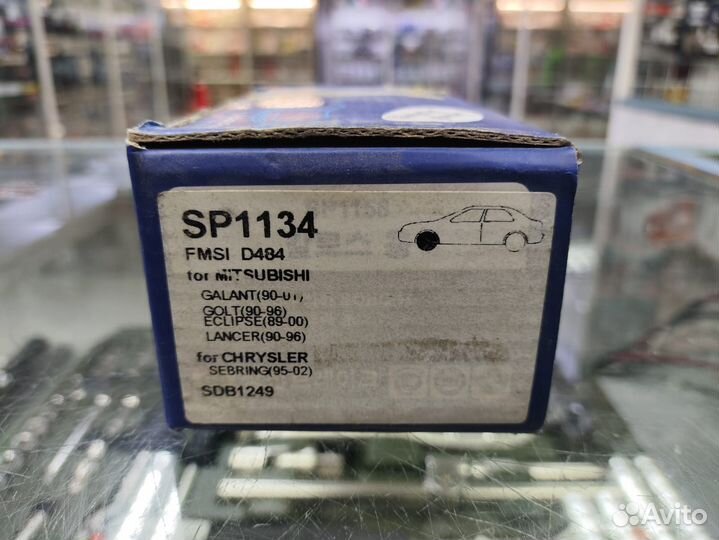 SP1134
FMSI D484
for MITSUBISHI
GALANT(90-01)
GOLT(90-96)
ECLIPSE(89-00)
LANCER(90-96)
for CHRYSLER
SEBRING(95-02)
SDB1249
Avito